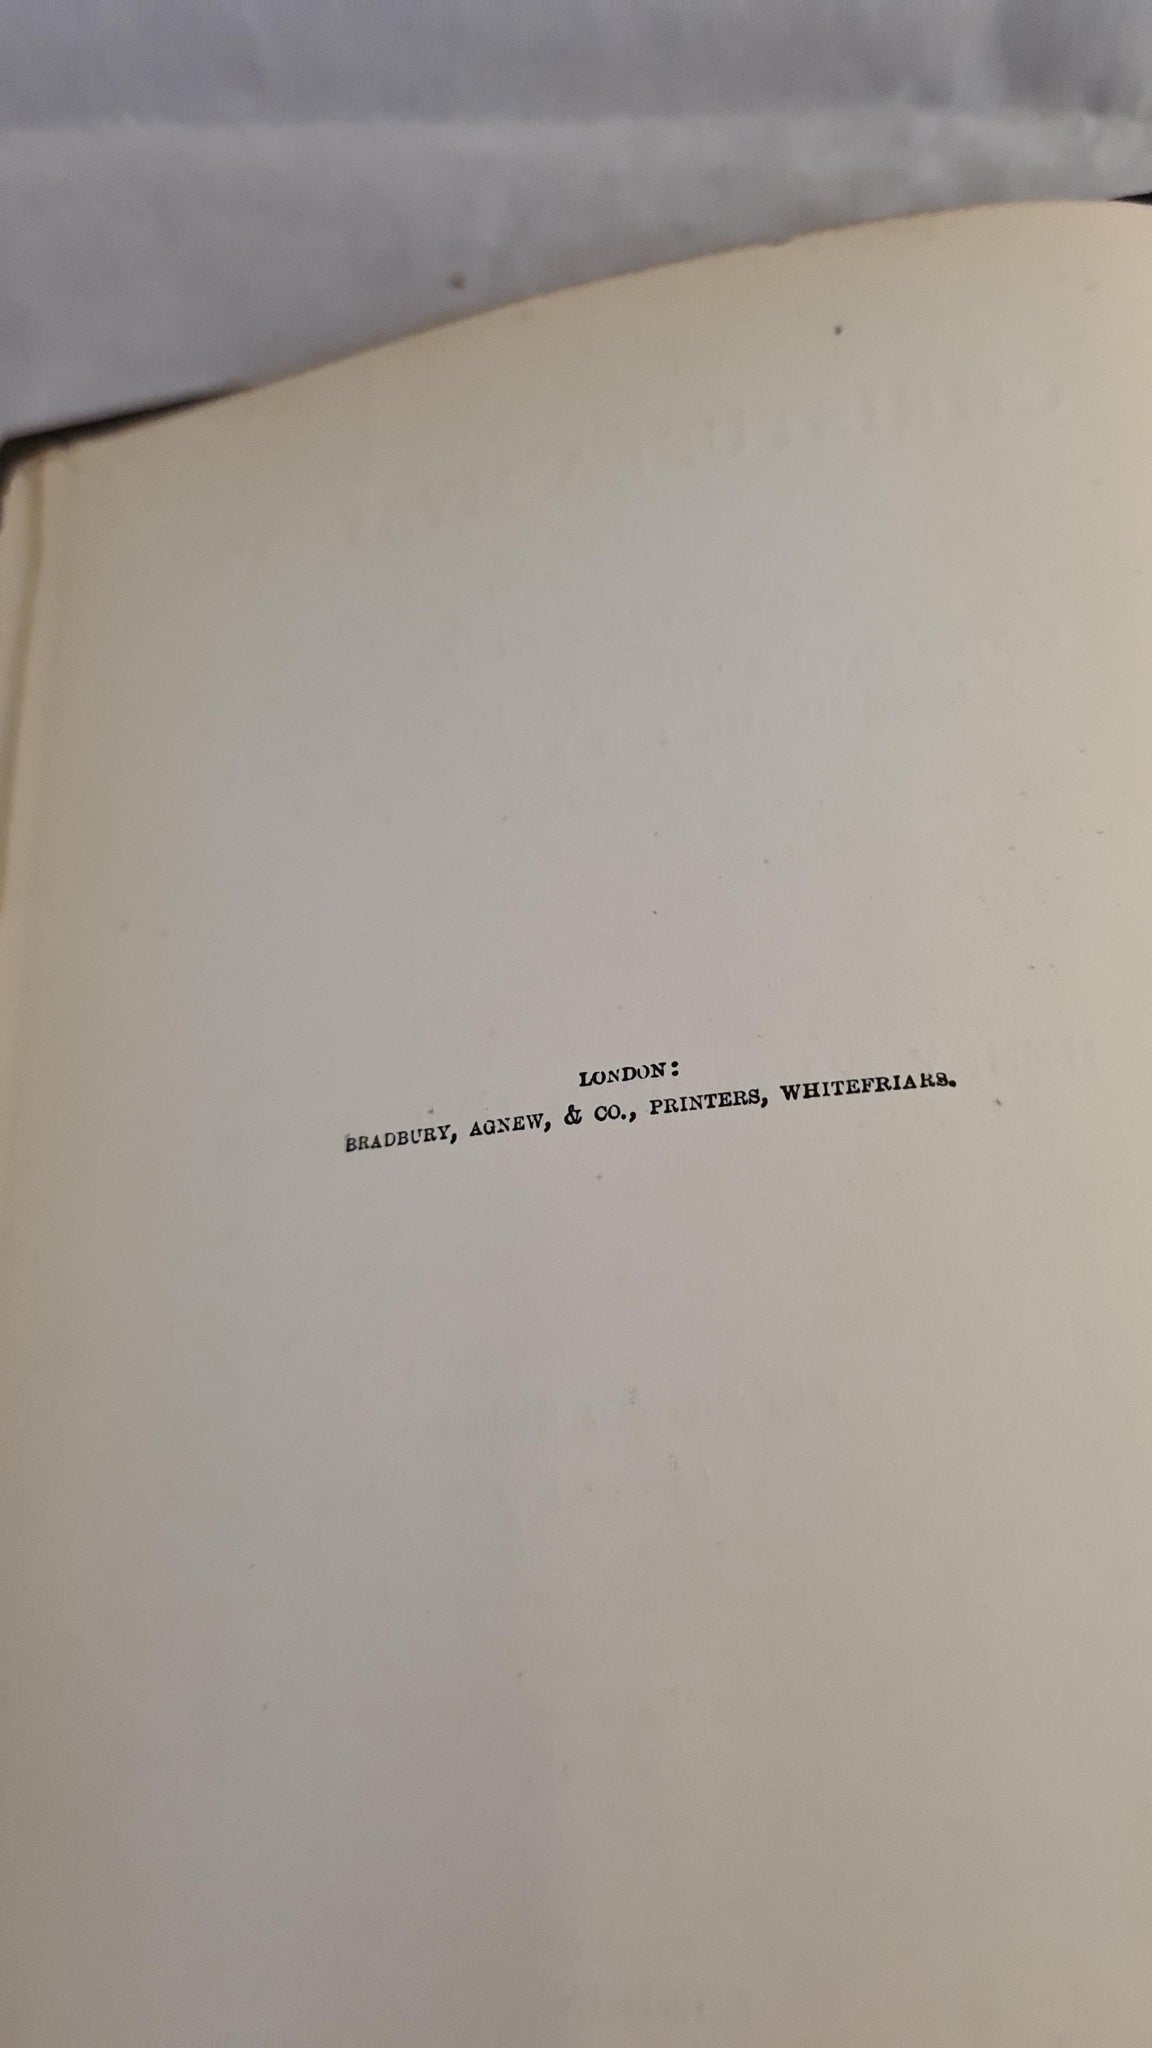 LONDON:
BRADBURY, AGNEW, & CO., PRINTERS, WHITEFRIARS.